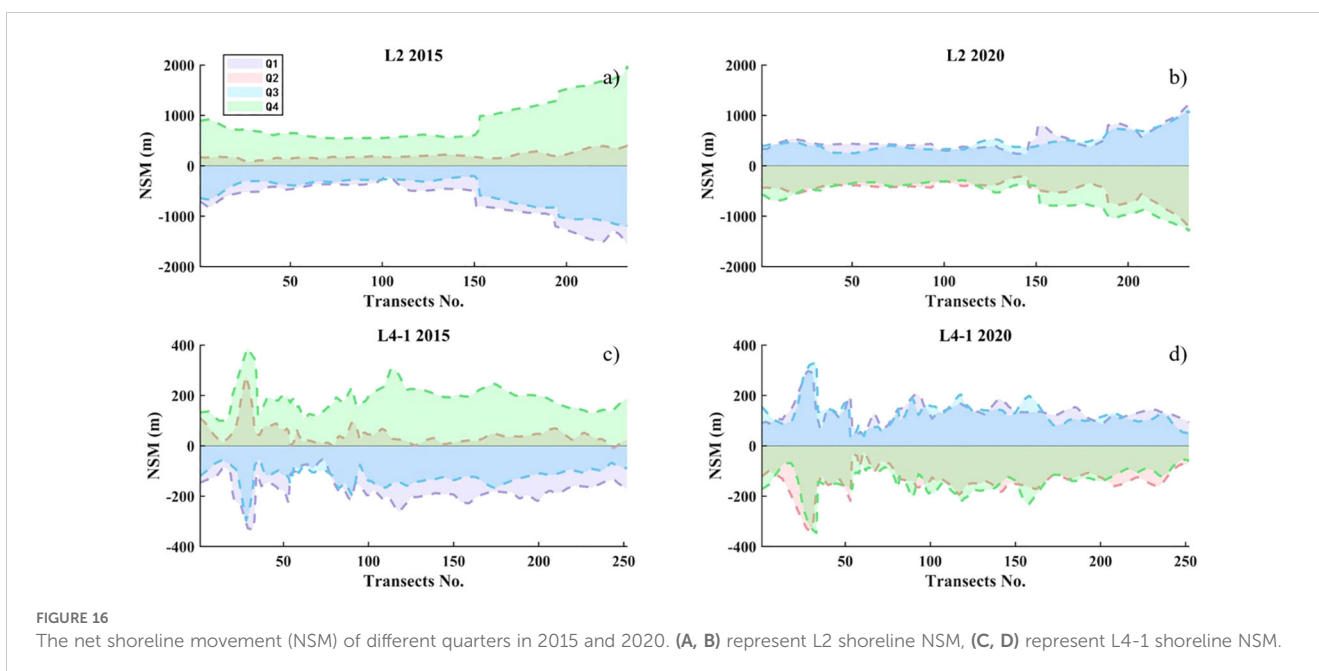 L2 2015
a)
Q1
Q2
Q3
Q4
2000
1000
0
-1000
-2000
NSM (m)
50 100 150 200
Transects No.
L2 2020
b)
2000
1000
0
-1000
-2000
NSM (m)
50 100 150 200
Transects No.
L4-1 2015
c)
400
200
0
-200
-400
NSM (m)
50 100 150 200 250
Transects No.
L4-1 2020
d)
400
200
0
-200
-400
NSM (m)
50 100 150 200 250
Transects No.
FIGURE 16
The net shoreline movement (NSM) of different quarters in 2015 and 2020. (A, B) represent L2 shoreline NSM, (C, D) represent L4-1 shoreline NSM.